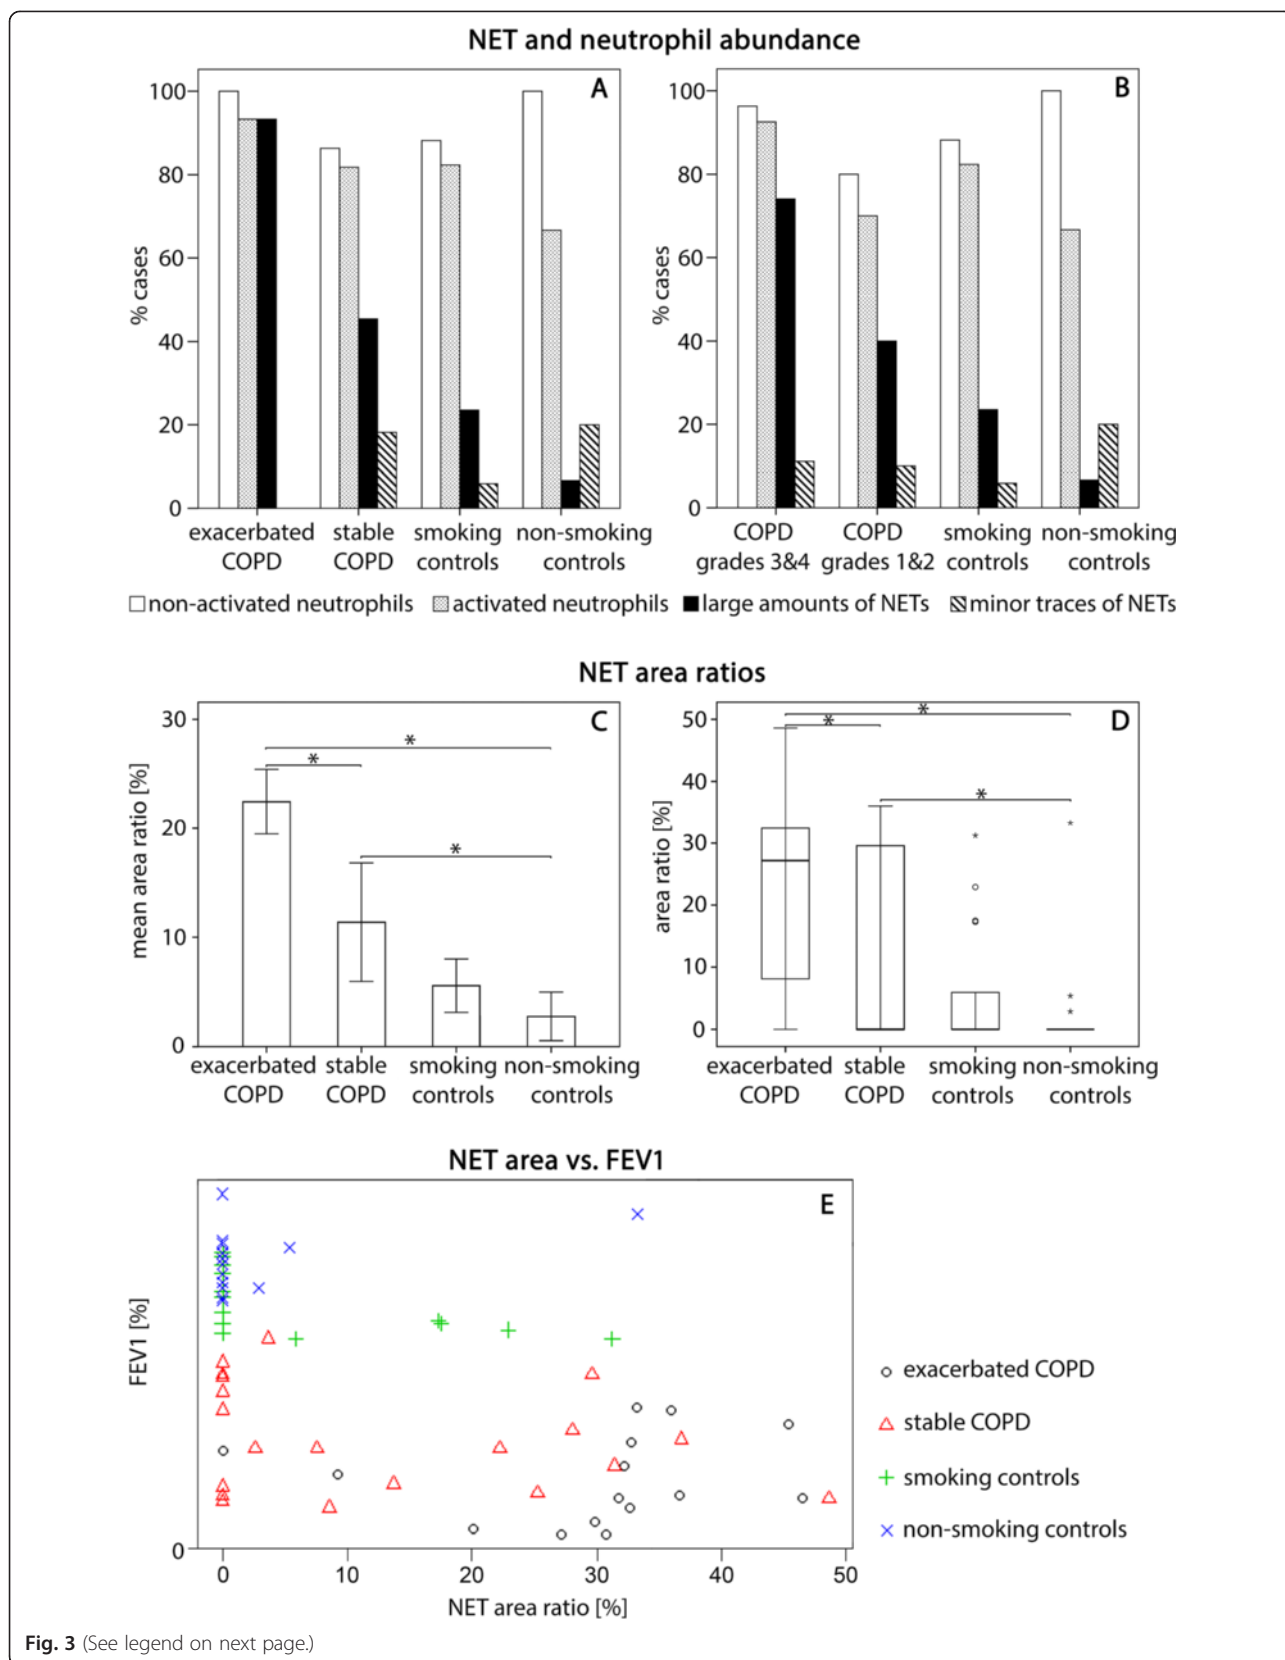 NET and neutrophil abundance
A
100
80
60
40
20
0
% cases
exacerbated COPD
stable COPD
smoking controls
non-smoking controls
B
100
80
60
40
20
0
% cases
COPD grades 3&4
COPD grades 1&2
smoking controls
non-smoking controls
non-activated neutrophils
activated neutrophils
large amounts of NETs
minor traces of NETs
NET area ratios
C
30
20
10
0
mean area ratio [%]
*
*
*
exacerbated COPD
stable COPD
smoking controls
non-smoking controls
D
50
40
30
20
10
0
area ratio [%]
*
*
*
exacerbated COPD
stable COPD
smoking controls
non-smoking controls
NET area vs. FEV1
E
FEV1 [%]
0
0 10 20 30 40 50
NET area ratio [%]
exacerbated COPD
stable COPD
smoking controls
non-smoking controls
Fig. 3 (See legend on next page.)